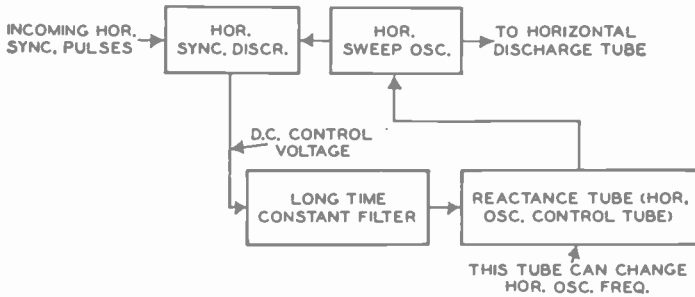 INCOMING HOR.
SYNC. PULSES
HOR.
SYNC. DISCR.
HOR.
SWEEP OSC.
TO HORIZONTAL
DISCHARGE TUBE
D.C. CONTROL
VOLTAGE
LONG TIME
CONSTANT FILTER
REACTANCE TUBE (HOR.
OSC. CONTROL TUBE)
THIS TUBE CAN CHANGE
HOR. OSC. FREQ.